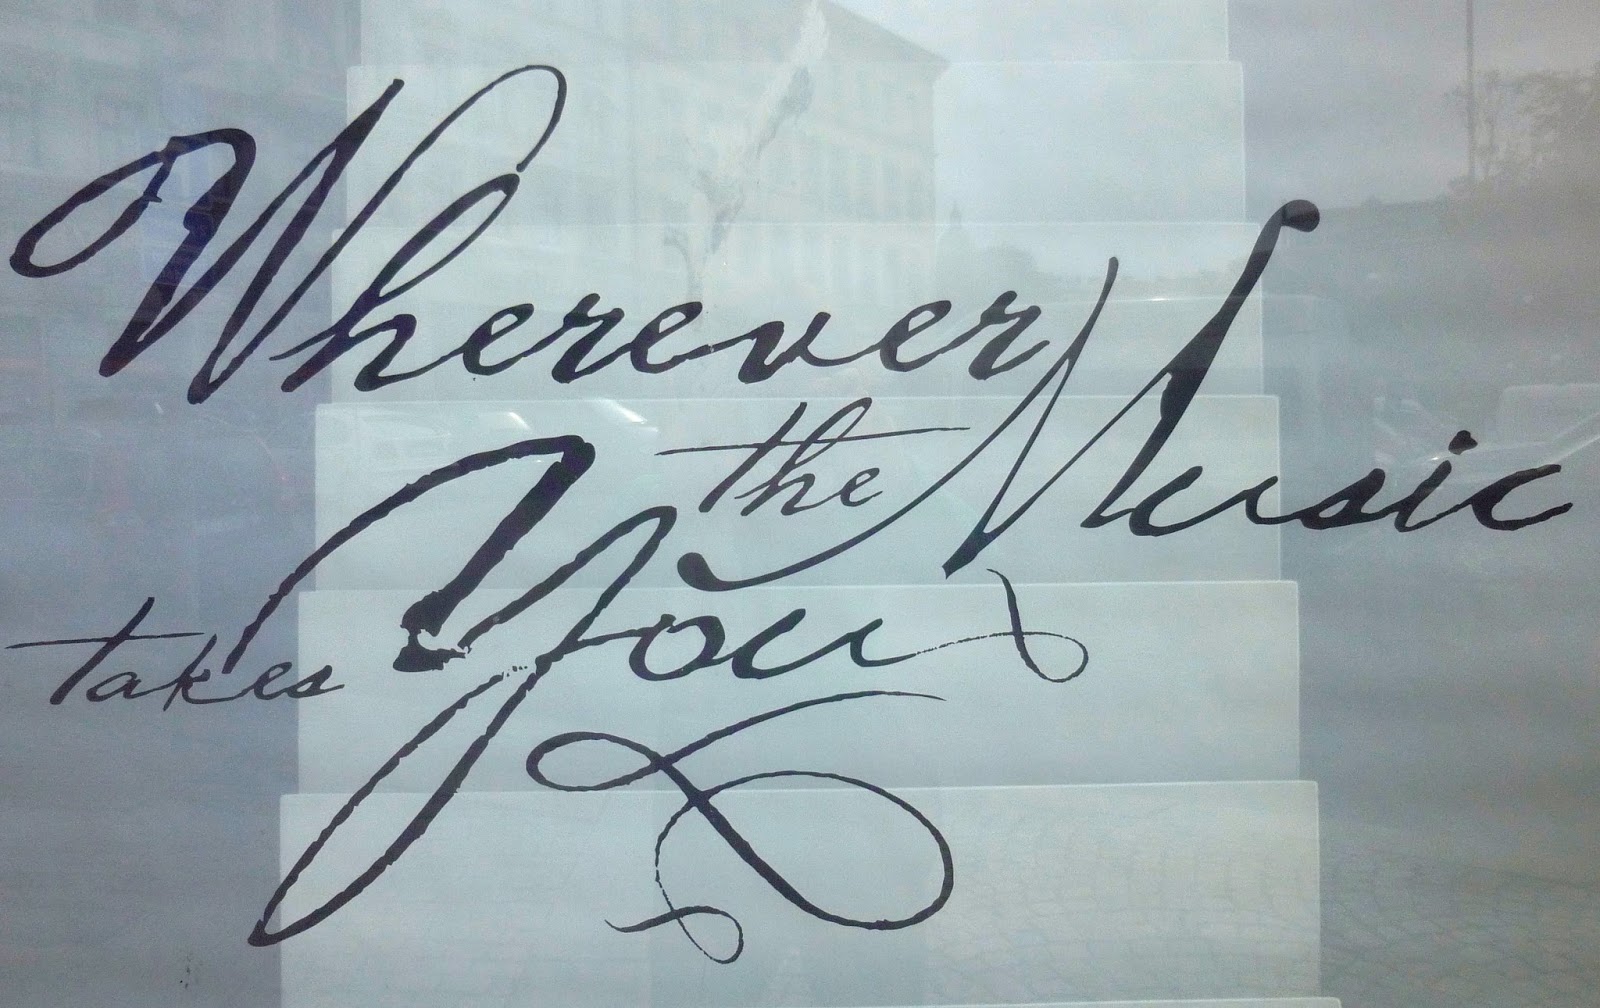 Wherever
the Music
takes You